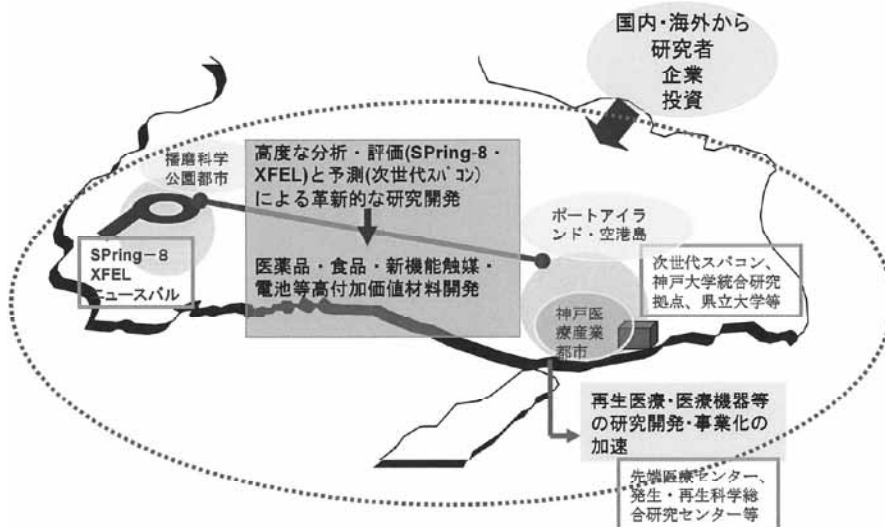 国内・海外から
研究者
企業
投資
播磨科学
公園都市
高度な分析・評価(SPring-8・
XFEL)と予測(次世代スパコン)
による革新的な研究開発
医薬品・食品・新機能触媒・
電池等高付加価値材料開発
SPring－8
XFEL
ニュースバル
ポートアイラ
ンド・空港島
次世代スパコン、
神戸大学統合研究
拠点、県立大学等
神戸医
療産業
都市
再生医療・医療機器等
の研究開発・事業化の
加速
先端医療センター、
発生・再生科学総
合研究センター等